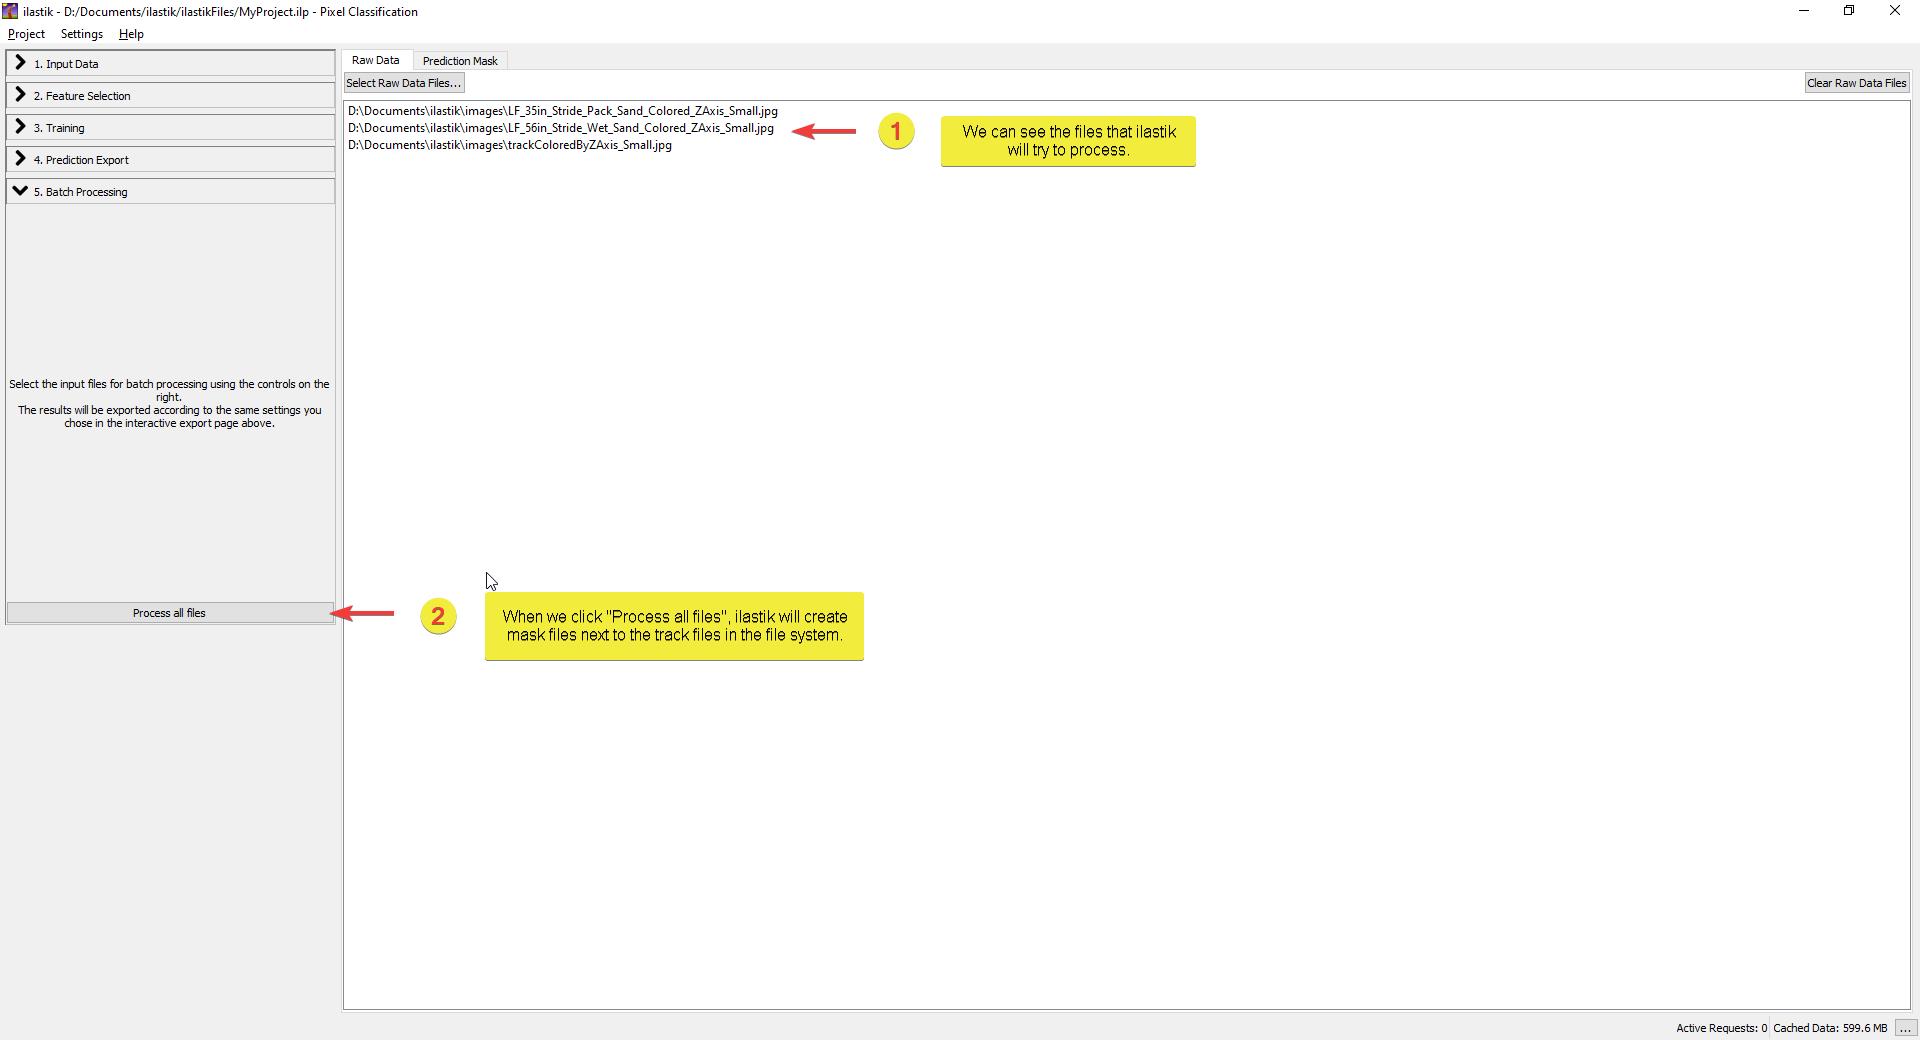 ilastik - D:/Documents/ilastik/ilastikFiles/MyProject.ilp - Pixel Classification
Project Settings Help
1. Input Data
2. Feature Selection
3. Training
4. Prediction Export
5. Batch Processing
Select the input files for batch processing using the controls on the
right.
The results will be exported according to the same settings you
chose in the interactive export page above.
Process all files
Raw Data Prediction Mask
Select Raw Data Files... Clear Raw Data Files
D:\Documents\ilastik\images\LF_35in_Stride_Pack_Sand_Colored_ZAxis_Small.jpg
D:\Documents\ilastik\images\LF_56in_Stride_Wet_Sand_Colored_ZAxis_Small.jpg
D:\Documents\ilastik\images\trackColoredByZAxis_Small.jpg
1
We can see the files that ilastik
will try to process.
2
When we click "Process all files", ilastik will create
mask files next to the track files in the file system.
Active Requests: 0 Cached Data: 599.6 MB ...